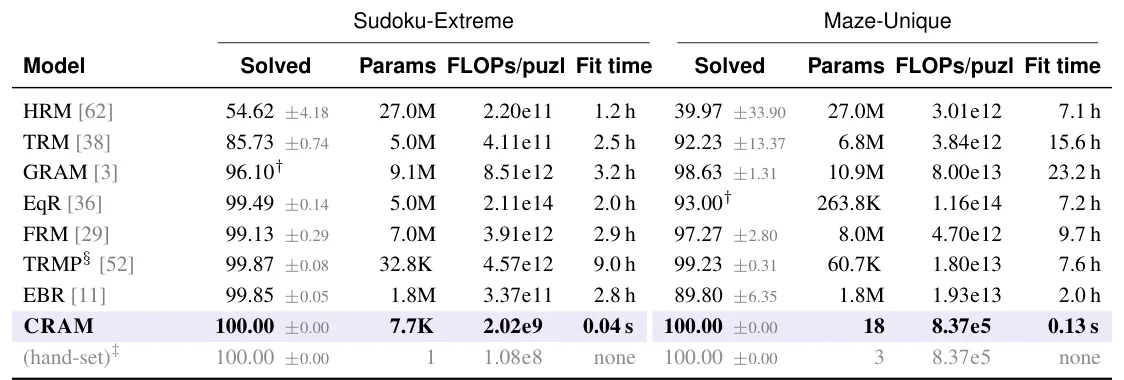 Sudoku-Extreme Maze-Unique
Model Solved Params FLOPs/puzl Fit time Solved Params FLOPs/puzl Fit time
HRM [62] 54.62 ±4.18 27.0M 2.20e11 1.2 h 39.97 ±33.90 27.0M 3.01e12 7.1 h
TRM [38] 85.73 ±0.74 5.0M 4.11e11 2.5 h 92.23 ±13.37 6.8M 3.84e12 15.6 h
GRAM [3] 96.10† 9.1M 8.51e12 3.2 h 98.63 ±1.31 10.9M 8.00e13 23.2 h
EqR [36] 99.49 ±0.14 5.0M 2.11e14 2.0 h 93.00† 263.8K 1.16e14 7.2 h
FRM [29] 99.13 ±0.29 7.0M 3.91e12 2.9 h 97.27 ±2.80 8.0M 4.70e12 9.7 h
TRMP§ [52] 99.87 ±0.08 32.8K 4.57e12 9.0 h 99.23 ±0.31 60.7K 1.80e13 7.6 h
EBR [11] 99.85 ±0.05 1.8M 3.37e11 2.8 h 89.80 ±6.35 1.8M 1.93e13 2.0 h
CRAM 100.00 ±0.00 7.7K 2.02e9 0.04 s 100.00 ±0.00 18 8.37e5 0.13 s
(hand-set)‡ 100.00 ±0.00 1 1.08e8 none 100.00 ±0.00 3 8.37e5 none